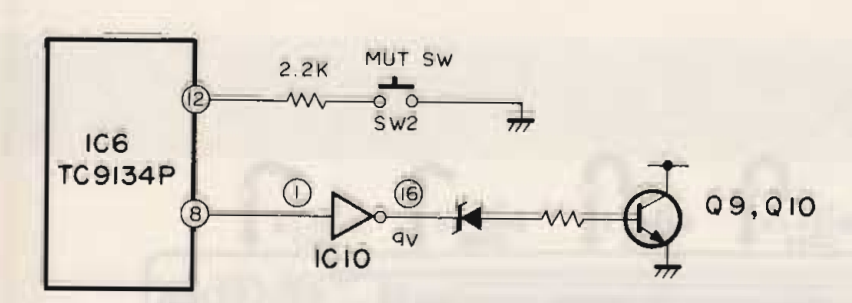 2.2K
MUT SW
12
SW2
IC6
TC9134P
8
1
16
9V
IC10
Q9, Q10